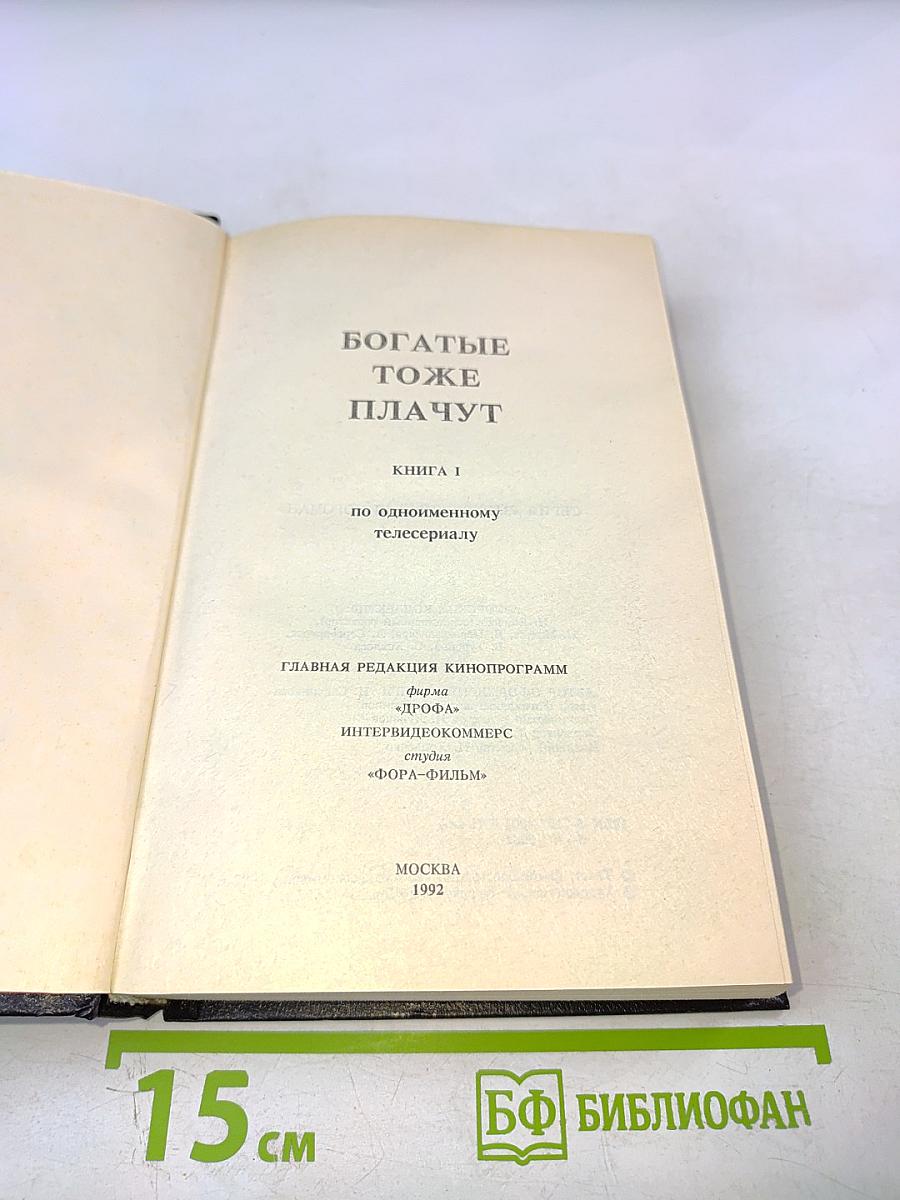 БОГАТЫЕ
ТОЖЕ
ПЛАЧУТ
КНИГА I
по одноименному
телесериалу
ГЛАВНАЯ РЕДАКЦИЯ КИНОПРОГРАММ
фирма
«ДРОФА»
ИНТЕРВИДЕОКОММЕРС
студия
«ФОРА-ФИЛЬМ»
МОСКВА
1992
15 см
БФ БИБЛИОФАН